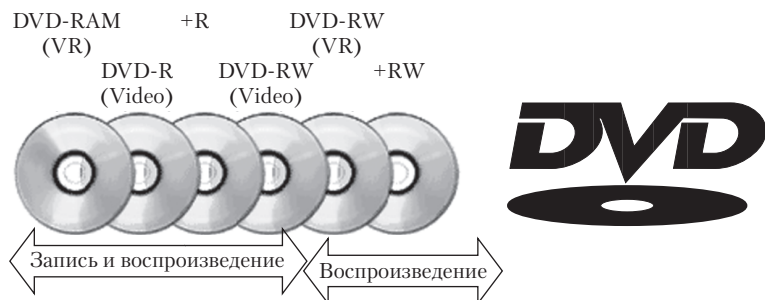 DVD-RAM +R DVD-RW
(VR) (VR)
DVD-R DVD-RW +RW
(Video) (Video)
DVD
Запись и воспроизведение
Воспроизведение